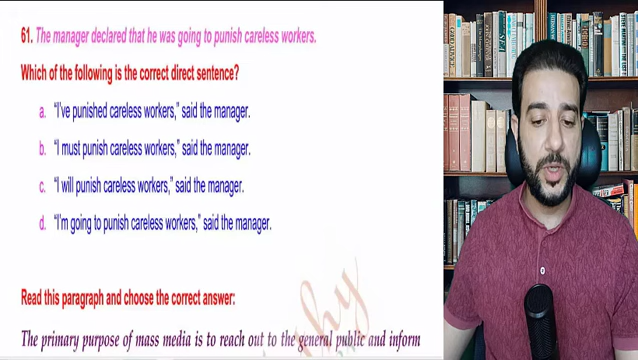 61. The manager declared that he was going to punish careless workers.
Which of the following is the correct direct sentence?
a. "I've punished careless workers," said the manager.
b. "I must punish careless workers," said the manager.
c. "I will punish careless workers," said the manager.
d. "I'm going to punish careless workers," said the manager.
Read this paragraph and choose the correct answer:
The primary purpose of mass media is to reach out to the general public and inform